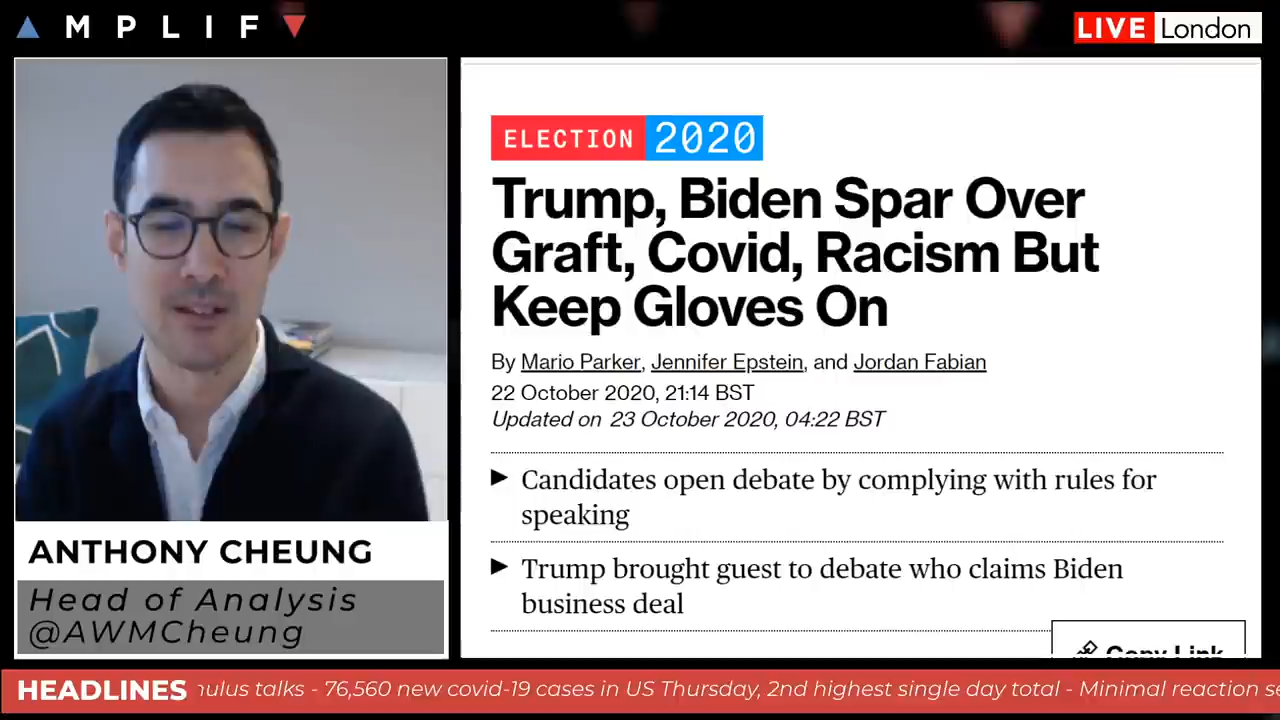 AMPLIFY
LIVE London
ELECTION 2020
Trump, Biden Spar Over
Graft, Covid, Racism But
Keep Gloves On
By Mario Parker, Jennifer Epstein, and Jordan Fabian
22 October 2020, 21:14 BST
Updated on 23 October 2020, 04:22 BST
Candidates open debate by complying with rules for
speaking
Trump brought guest to debate who claims Biden
business deal
Copy Link
ANTHONY CHEUNG
Head of Analysis
@AWMCheung
HEADLINES talks - 76,560 new covid-19 cases in US Thursday, 2nd highest single day total - Minimal reaction